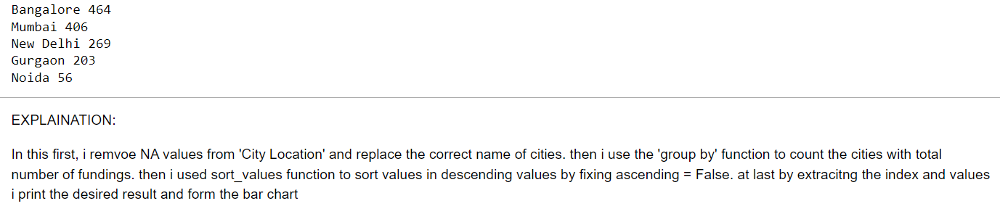 Bangalore 464
Mumbai 406
New Delhi 269
Gurgaon 203
Noida 56
EXPLAINATION:
In this first, i remvoe NA values from 'City Location' and replace the correct name of cities. then i use the 'group by' function to count the cities with total
number of fundings. then i used sort_values function to sort values in descending values by fixing ascending = False. at last by extracitng the index and values
i print the desired result and form the bar chart